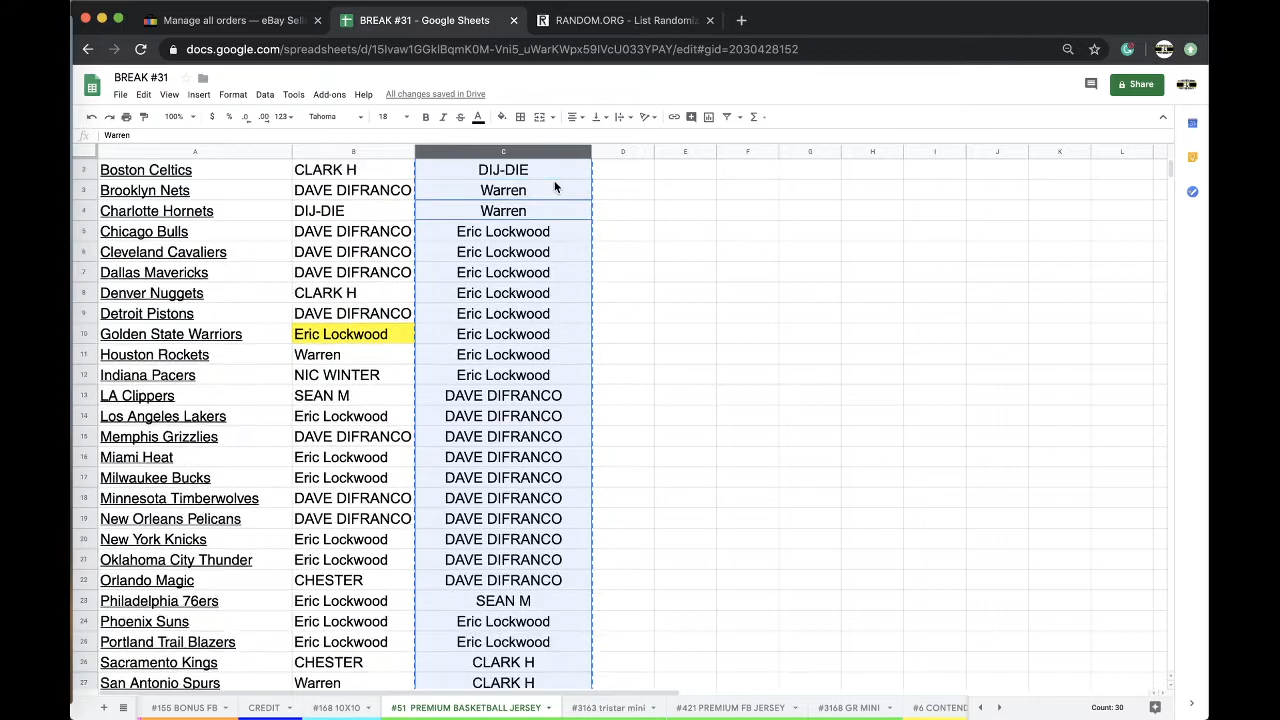 Manage all orders — eBay Sell
BREAK #31 - Google Sheets
RANDOM.ORG - List Randomiz
docs.google.com/spreadsheets/d/15Ivaw1GGklBqmK0M-Vni5_uWarKWpx59IVcU033YPAY/edit#gid=2030428152
BREAK #31
File Edit View Insert Format Data Tools Add-ons Help All changes saved in Drive
Share
100% $ % .0 .00 123 Tahoma 18 B I S A
fx Warren
A B C D E F G H I J K L
2 Boston Celtics CLARK H DIJ-DIE
3 Brooklyn Nets DAVE DIFRANCO Warren
4 Charlotte Hornets DIJ-DIE Warren
5 Chicago Bulls DAVE DIFRANCO Eric Lockwood
6 Cleveland Cavaliers DAVE DIFRANCO Eric Lockwood
7 Dallas Mavericks DAVE DIFRANCO Eric Lockwood
8 Denver Nuggets CLARK H Eric Lockwood
9 Detroit Pistons DAVE DIFRANCO Eric Lockwood
10 Golden State Warriors Eric Lockwood Eric Lockwood
11 Houston Rockets Warren Eric Lockwood
12 Indiana Pacers NIC WINTER Eric Lockwood
13 LA Clippers SEAN M DAVE DIFRANCO
14 Los Angeles Lakers Eric Lockwood DAVE DIFRANCO
15 Memphis Grizzlies DAVE DIFRANCO DAVE DIFRANCO
16 Miami Heat Eric Lockwood DAVE DIFRANCO
17 Milwaukee Bucks Eric Lockwood DAVE DIFRANCO
18 Minnesota Timberwolves DAVE DIFRANCO DAVE DIFRANCO
19 New Orleans Pelicans DAVE DIFRANCO DAVE DIFRANCO
20 New York Knicks Eric Lockwood DAVE DIFRANCO
21 Oklahoma City Thunder Eric Lockwood DAVE DIFRANCO
22 Orlando Magic CHESTER DAVE DIFRANCO
23 Philadelphia 76ers Eric Lockwood SEAN M
24 Phoenix Suns Eric Lockwood Eric Lockwood
25 Portland Trail Blazers Eric Lockwood Eric Lockwood
26 Sacramento Kings CHESTER CLARK H
27 San Antonio Spurs Warren CLARK H
#155 BONUS FB CREDIT #168 10X10 #51 PREMIUM BASKETBALL JERSEY #3163 tristar mini #421 PREMIUM FB JERSEY #3168 GR MINI #6 CONTEND Count: 30